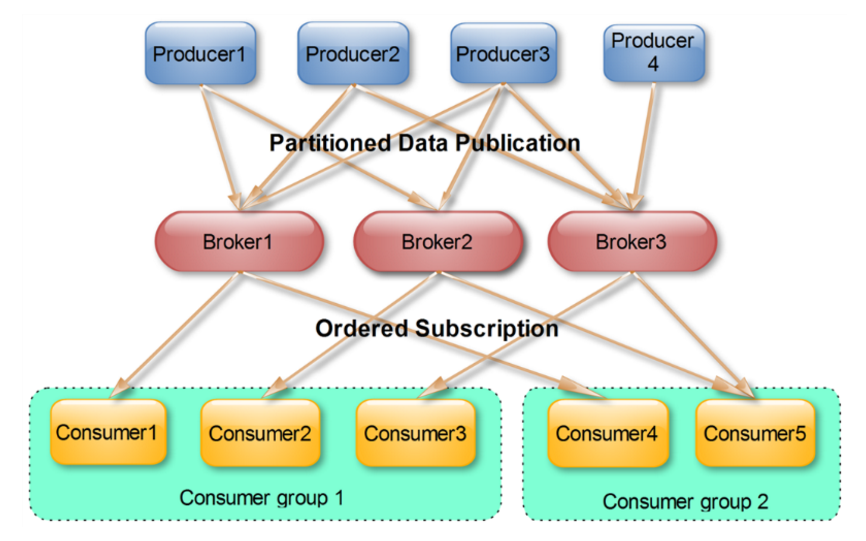 Producer1
Producer2
Producer3
Producer
4
Partitioned Data Publication
Broker1
Broker2
Broker3
Ordered Subscription
Consumer1
Consumer2
Consumer3
Consumer4
Consumer5
Consumer group 1
Consumer group 2